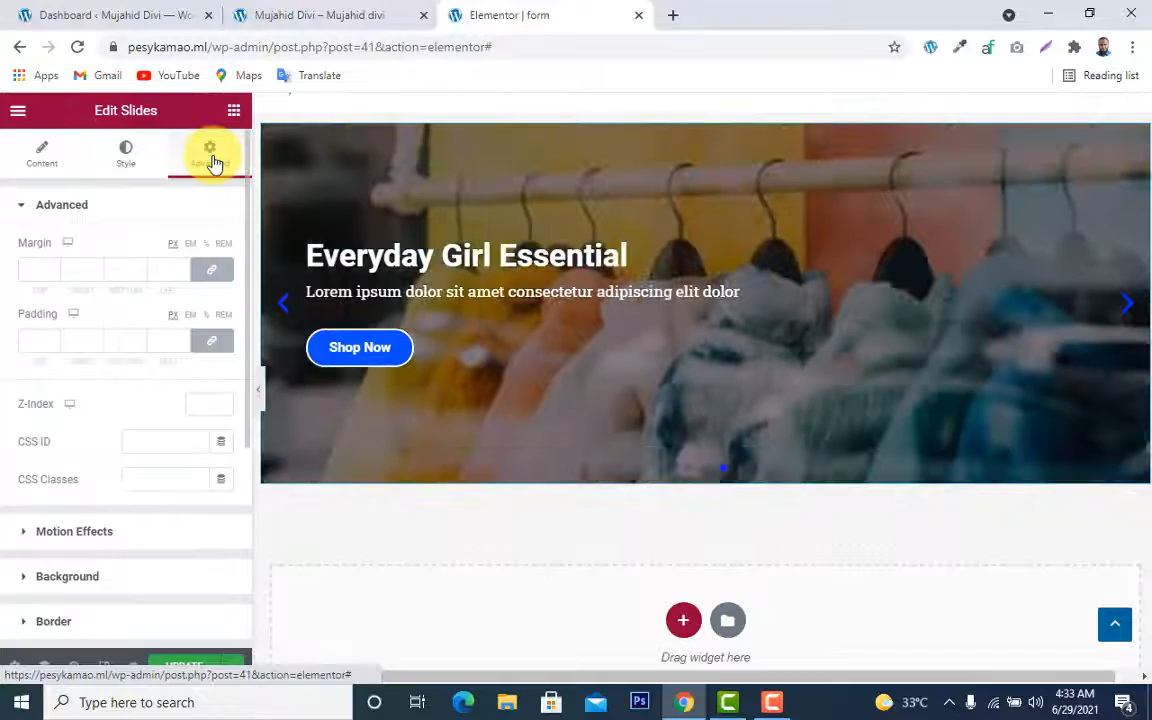 Dashboard ‹ Mujahid Divi — Wo
Mujahid Divi – Mujahid divi
Elementor | form
pesykamao.ml/wp-admin/post.php?post=41&action=elementor#
Apps
Gmail
YouTube
Maps
Translate
Reading list
Edit Slides
Content
Style
Advanced
Advanced
Margin
PX EM % REM
Padding
PX EM % REM
Z-Index
CSS ID
CSS Classes
Motion Effects
Background
Border
UPDATE
https://pesykamao.ml/wp-admin/post.php?post=41&action=elementor#
Everyday Girl Essential
Lorem ipsum dolor sit amet consectetur adipiscing elit dolor
Shop Now
Drag widget here
Type here to search
Ps
33°C
4:33 AM
6/29/2021
4